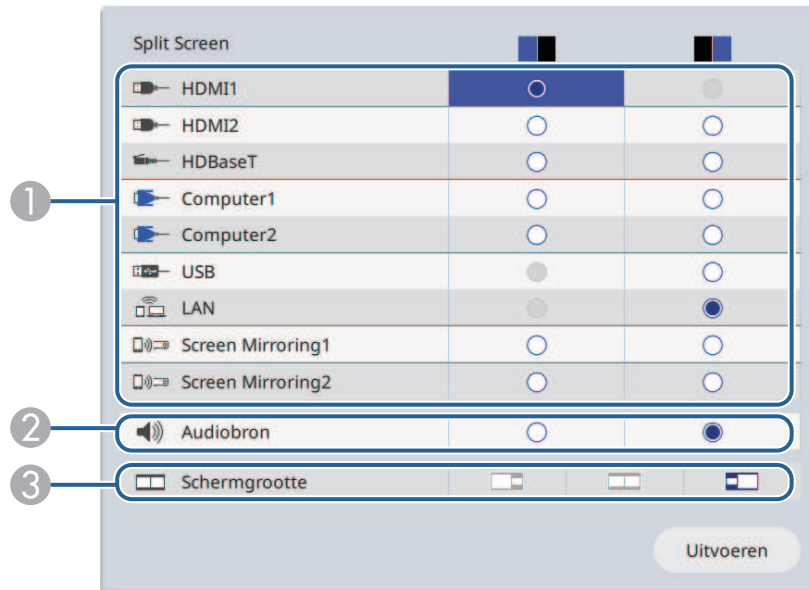 Split Screen
HDMI1
HDMI2
HDBaseT
1
Computer1
Computer2
USB
LAN
Screen Mirroring1
Screen Mirroring2
2 Audiobron
3 Schermgrootte
Uitvoeren